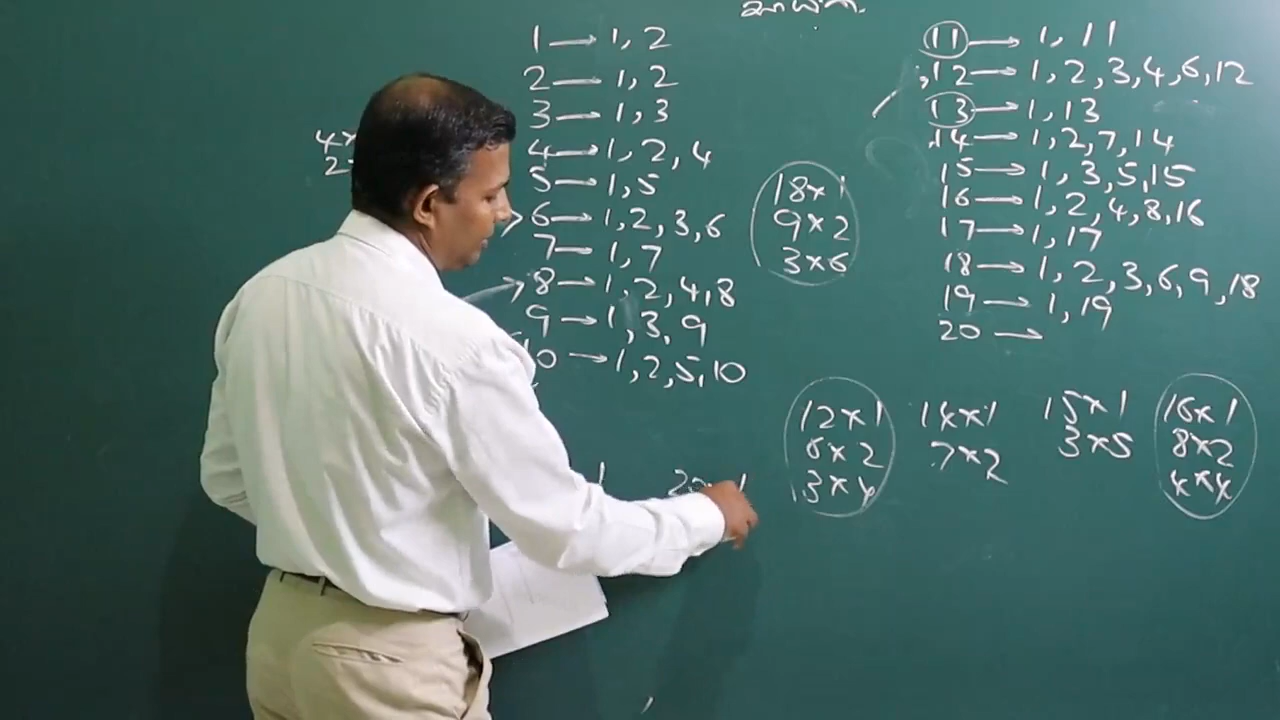 සාධක.
1 → 1, 2
2 → 1, 2
3 → 1, 3
4 → 1, 2, 4
5 → 1, 5
6 → 1, 2, 3, 6
7 → 1, 7
8 → 1, 2, 4, 8
9 → 1, 3, 9
10 → 1, 2, 5, 10
18 × 1
9 × 2
3 × 6
11 → 1, 11
12 → 1, 2, 3, 4, 6, 12
13 → 1, 13
14 → 1, 2, 7, 14
15 → 1, 3, 5, 15
16 → 1, 2, 4, 8, 16
17 → 1, 17
18 → 1, 2, 3, 6, 9, 18
19 → 1, 19
20 →
12 × 1
6 × 2
3 × 4
14 × 1
7 × 2
15 × 1
3 × 5
16 × 1
8 × 2
4 × 4